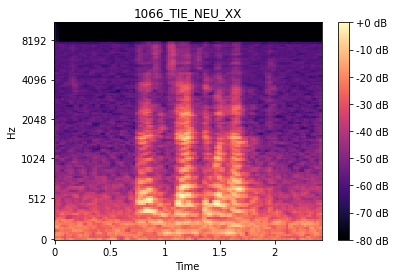 1066_TIE_NEU_XX
+0 dB
8192
-10 dB
4096
-20 dB
-30 dB
2048
Hz
-40 dB
1024
-50 dB
512
-60 dB
-70 dB
0
-80 dB
0 0.5 1 1.5 2
Time